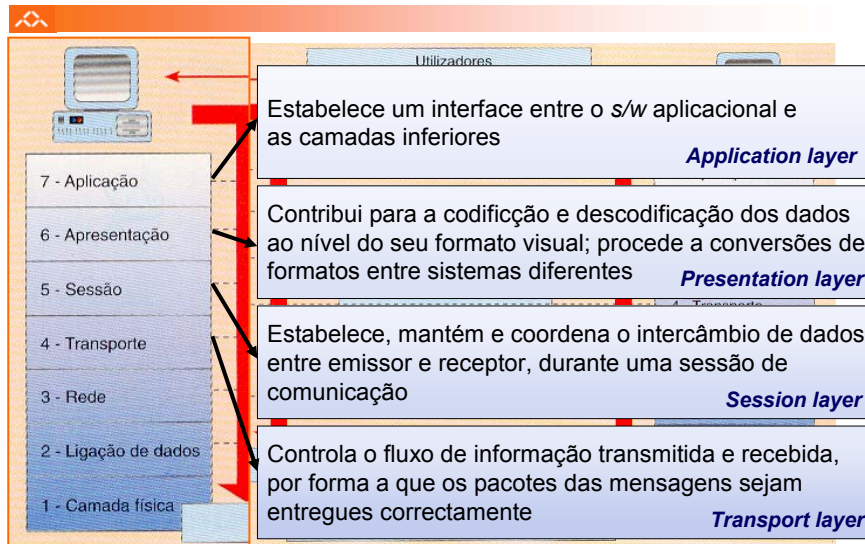 Utilizadores
7 - Aplicação
6 - Apresentação
5 - Sessão
4 - Transporte
3 - Rede
2 - Ligação de dados
1 - Camada física
Estabelece um interface entre o s/w aplicacional e
as camadas inferiores
Application layer
Contribui para a codificção e descodificação dos dados
ao nível do seu formato visual; procede a conversões de
formatos entre sistemas diferentes
Presentation layer
4 - Transporte
Estabelece, mantém e coordena o intercâmbio de dados
entre emissor e receptor, durante uma sessão de
comunicação
Session layer
Controla o fluxo de informação transmitida e recebida,
por forma a que os pacotes das mensagens sejam
entregues correctamente
Transport layer